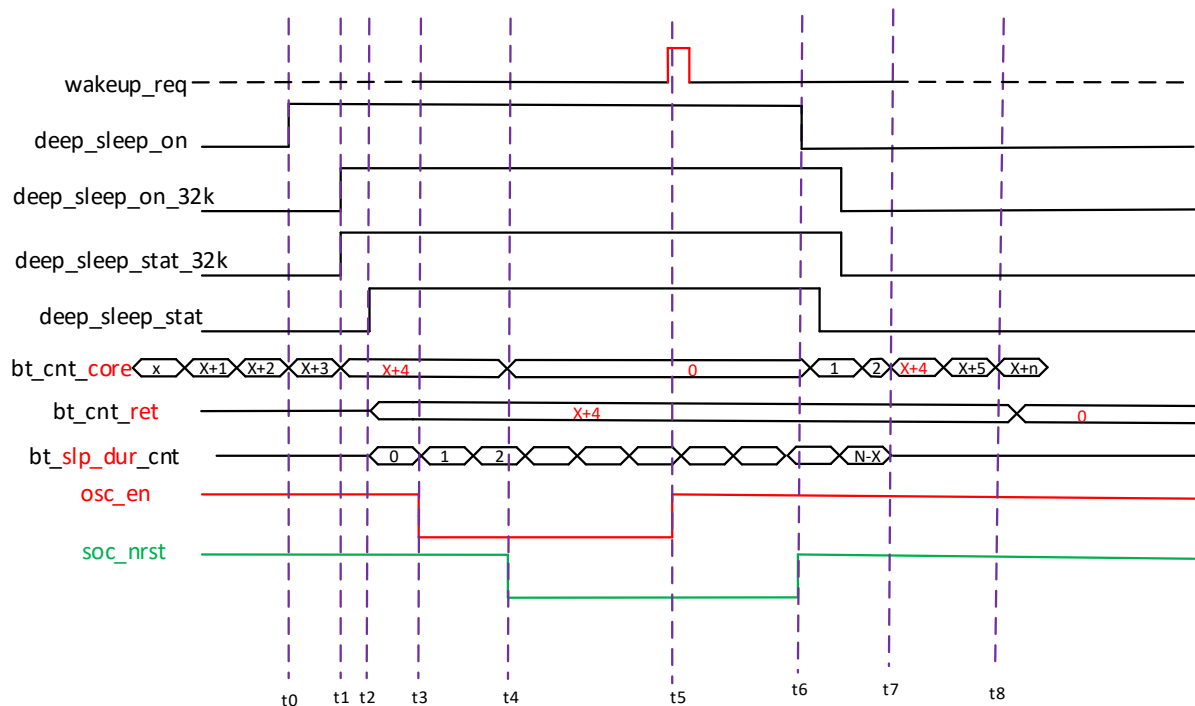 wakeup_req
deep_sleep_on
deep_sleep_on_32k
deep_sleep_stat_32k
deep_sleep_stat
bt_cnt_core x X+1 X+2 X+3 X+4 0 1 2 X+4 X+5 X+n
bt_cnt_ret X+4 0
bt_slp_dur_cnt 0 1 2 N-X
osc_en
soc_nrst
t0 t1 t2 t3 t4 t5 t6 t7 t8